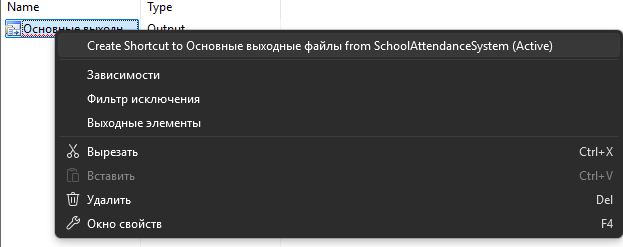 Name Type
Основные выходн Output
Create Shortcut to Основные выходные файлы from SchoolAttendanceSystem (Active)
Зависимости
Фильтр исключения
Выходные элементы
Вырезать Ctrl+X
Вставить Ctrl+V
Удалить Del
Окно свойств F4